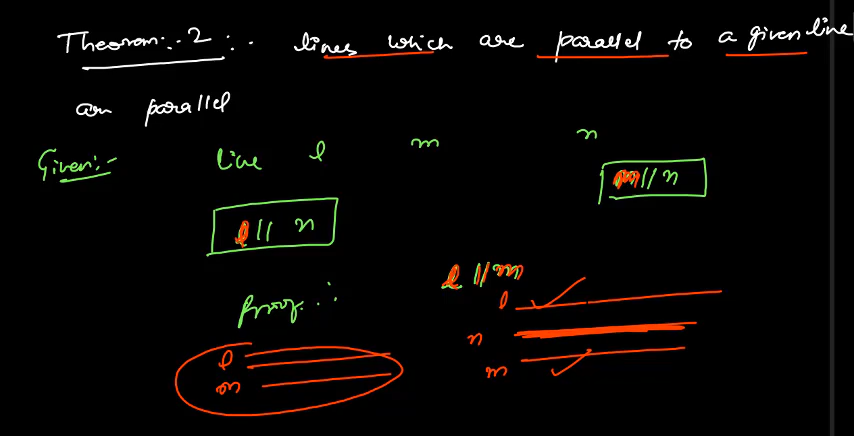 Theorem:- 2 :- lines which are parallel to a given line
are parallel
Given:- line l m n
l || n
m || n
Proof:-
l || m
l
n
m
l
m